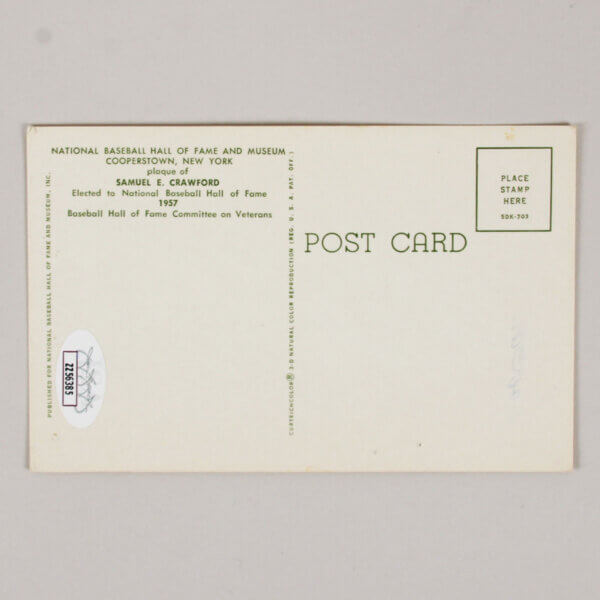 NATIONAL BASEBALL HALL OF FAME AND MUSEUM
COOPERSTOWN, NEW YORK
plaque of
SAMUEL E. CRAWFORD
Elected to National Baseball Hall of Fame
1957
Baseball Hall of Fame Committee on Veterans
PUBLISHED FOR NATIONAL BASEBALL HALL OF FAME AND MUSEUM, INC.
CURTEICHCOLOR® 3-D NATURAL COLOR REPRODUCTION (REG. U. S. A. PAT. OFF.)
POST CARD
PLACE
STAMP
HERE
ZZ56385